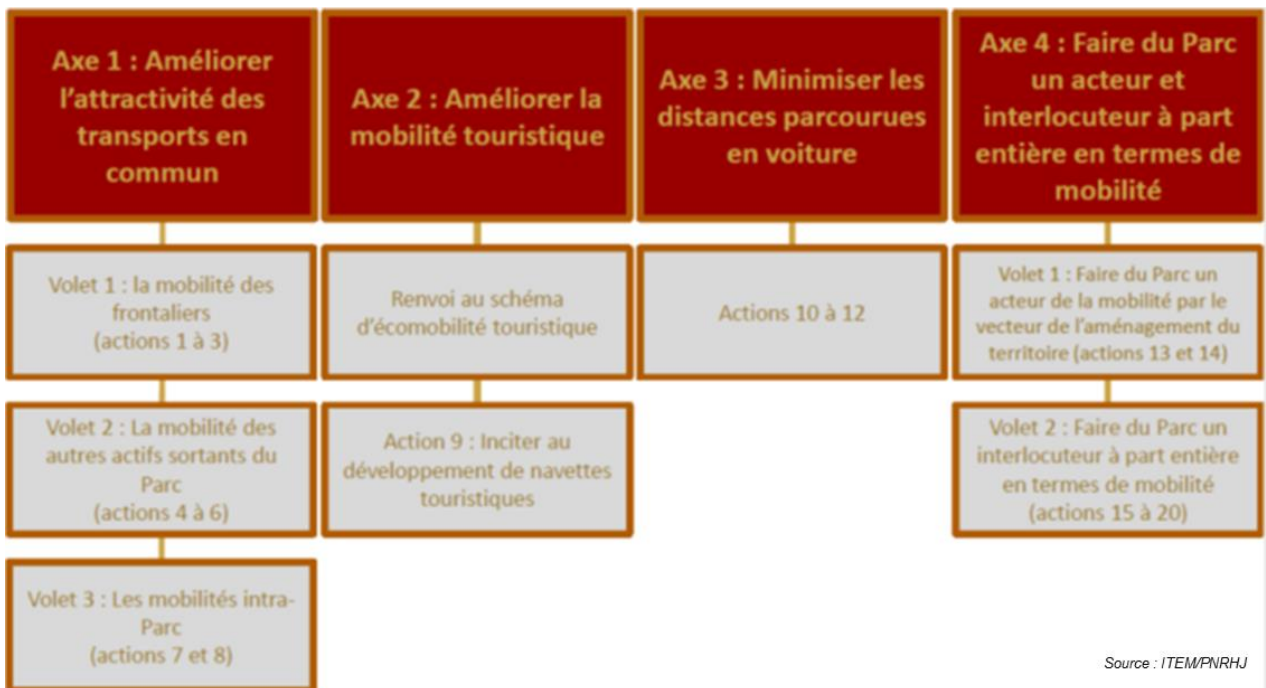 Axe 1 : Améliorer
l'attractivité des
transports en
commun
Volet 1 : la mobilité des
frontaliers
(actions 1 à 3)
Volet 2 : La mobilité des
autres actifs sortants du
Parc
(actions 4 à 6)
Volet 3 : Les mobilités intra-
Parc
(actions 7 et 8)
Axe 2 : Améliorer la
mobilité touristique
Renvoi au schéma
d'écomobilité touristique
Action 9 : Inciter au
développement de navettes
touristiques
Axe 3 : Minimiser les
distances parcourues
en voiture
Actions 10 à 12
Axe 4 : Faire du Parc
un acteur et
interlocuteur à part
entière en termes de
mobilité
Volet 1 : Faire du Parc un
acteur de la mobilité par le
vecteur de l'aménagement du
territoire (actions 13 et 14)
Volet 2 : Faire du Parc un
interlocuteur à part entière
en termes de mobilité
(actions 15 à 20)
Source : ITEM/PNRHJ